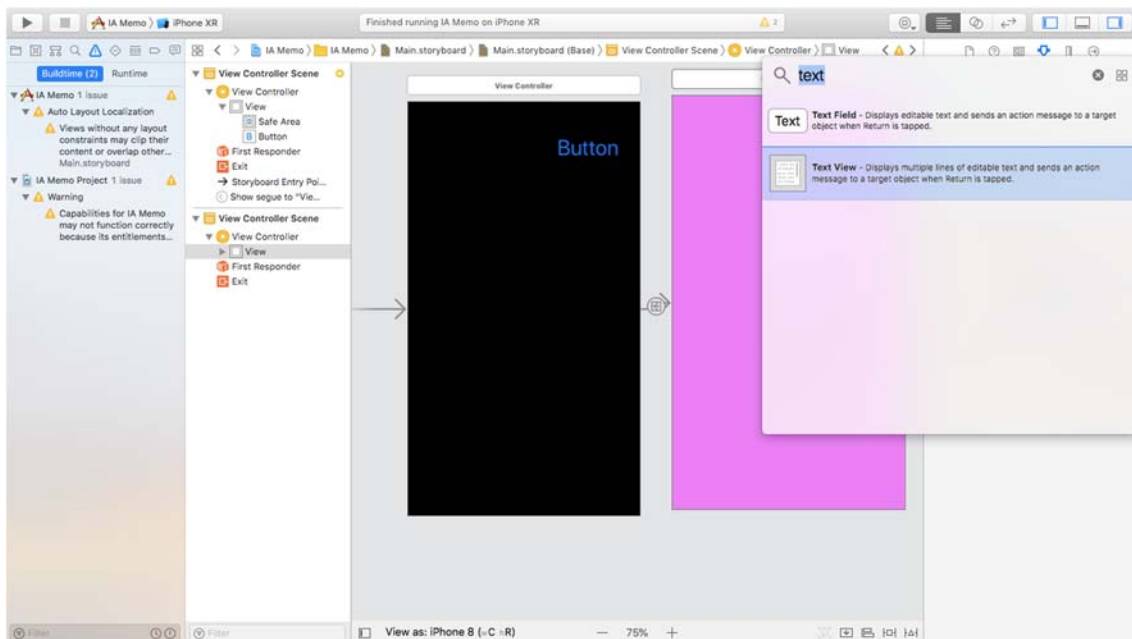 IA Memo iPhone XR
Finished running IA Memo on iPhone XR
2
IA Memo IA Memo Main.storyboard Main.storyboard (Base) View Controller Scene View Controller View
Buildtime (2) Runtime
IA Memo 1 issue
Auto Layout Localization
Views without any layout
constraints may clip their
content or overlap other...
Main.storyboard
IA Memo Project 1 issue
Warning
Capabilities for IA Memo
may not function correctly
because its entitlements...
Filter
View Controller Scene
View Controller
View
Safe Area
B Button
First Responder
Exit
Storyboard Entry Poi...
Show segue to "Vie...
View Controller Scene
View Controller
View
First Responder
Exit
Filter
View Controller
Button
text
Text
Text Field - Displays editable text and sends an action message to a target
object when Return is tapped.
Text View - Displays multiple lines of editable text and sends an action
message to a target object when Return is tapped.
View as: iPhone 8 (wC hR)
75%